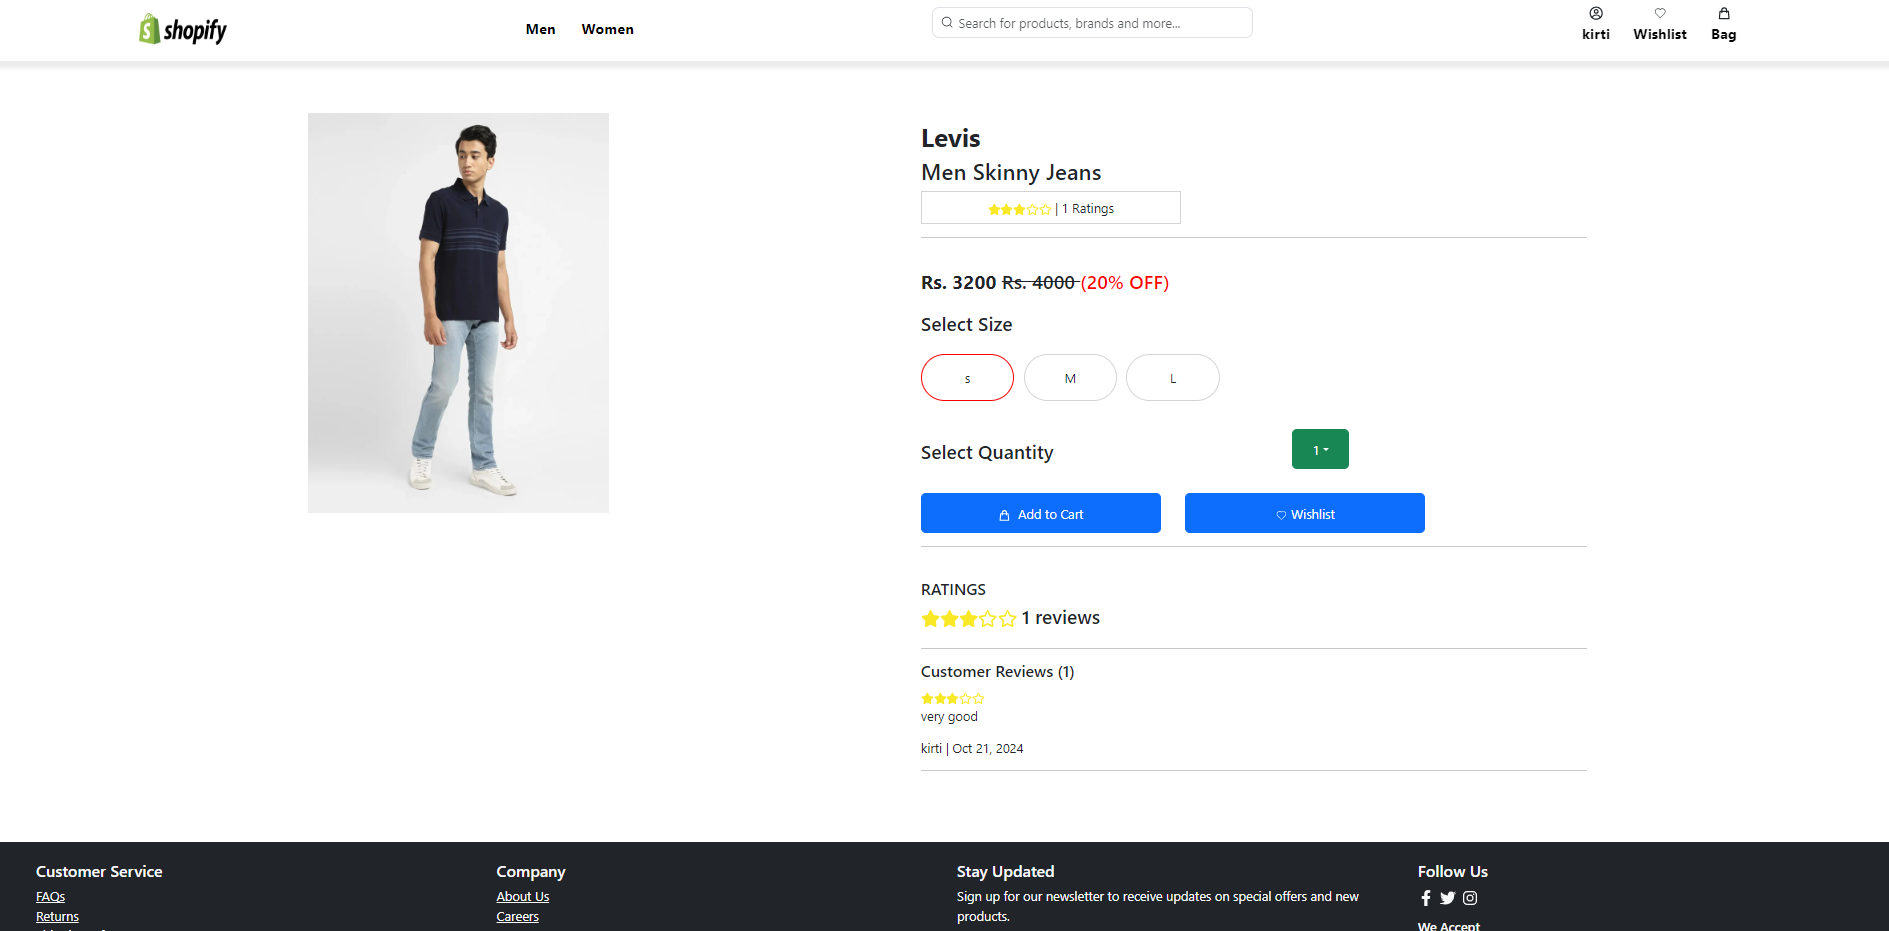 shopify
Men Women
Search for products, brands and more...
kirti Wishlist Bag
Levis
Men Skinny Jeans
| 1 Ratings
Rs. 3200 Rs. 4000 (20% OFF)
Select Size
s M L
Select Quantity
1
Add to Cart Wishlist
RATINGS
1 reviews
Customer Reviews (1)
very good
kirti | Oct 21, 2024
Customer Service
FAQs
Returns
Company
About Us
Careers
Stay Updated
Sign up for our newsletter to receive updates on special offers and new
products.
Follow Us
We Accept